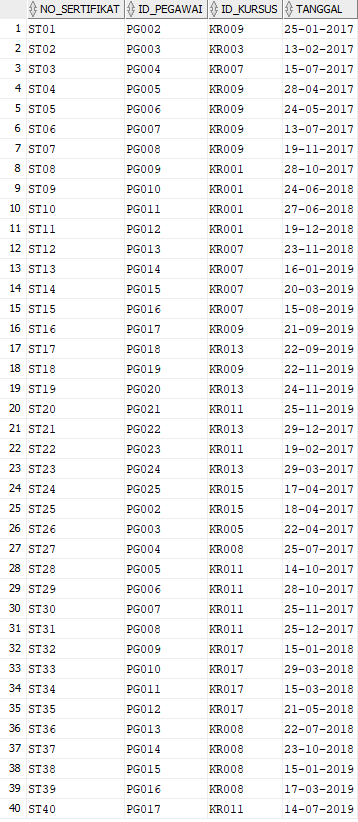 NO_SERTIFIKAT ID_PEGAWAI ID_KURSUS TANGGAL
1 ST01 PG002 KR009 25-01-2017
2 ST02 PG003 KR003 13-02-2017
3 ST03 PG004 KR007 15-07-2017
4 ST04 PG005 KR009 28-04-2017
5 ST05 PG006 KR009 24-05-2017
6 ST06 PG007 KR009 13-07-2017
7 ST07 PG008 KR009 19-11-2017
8 ST08 PG009 KR001 28-10-2017
9 ST09 PG010 KR001 24-06-2018
10 ST10 PG011 KR001 27-06-2018
11 ST11 PG012 KR001 19-12-2018
12 ST12 PG013 KR007 23-11-2018
13 ST13 PG014 KR007 16-01-2019
14 ST14 PG015 KR007 20-03-2019
15 ST15 PG016 KR007 15-08-2019
16 ST16 PG017 KR009 21-09-2019
17 ST17 PG018 KR013 22-09-2019
18 ST18 PG019 KR009 22-11-2019
19 ST19 PG020 KR013 24-11-2019
20 ST20 PG021 KR011 25-11-2019
21 ST21 PG022 KR013 29-12-2017
22 ST22 PG023 KR011 19-02-2017
23 ST23 PG024 KR013 29-03-2017
24 ST24 PG025 KR015 17-04-2017
25 ST25 PG002 KR015 18-04-2017
26 ST26 PG003 KR005 22-04-2017
27 ST27 PG004 KR008 25-07-2017
28 ST28 PG005 KR011 14-10-2017
29 ST29 PG006 KR011 28-10-2017
30 ST30 PG007 KR011 25-11-2017
31 ST31 PG008 KR011 25-12-2017
32 ST32 PG009 KR017 15-01-2018
33 ST33 PG010 KR017 29-03-2018
34 ST34 PG011 KR017 15-03-2018
35 ST35 PG012 KR017 21-05-2018
36 ST36 PG013 KR008 22-07-2018
37 ST37 PG014 KR008 23-10-2018
38 ST38 PG015 KR008 15-01-2019
39 ST39 PG016 KR008 17-03-2019
40 ST40 PG017 KR011 14-07-2019